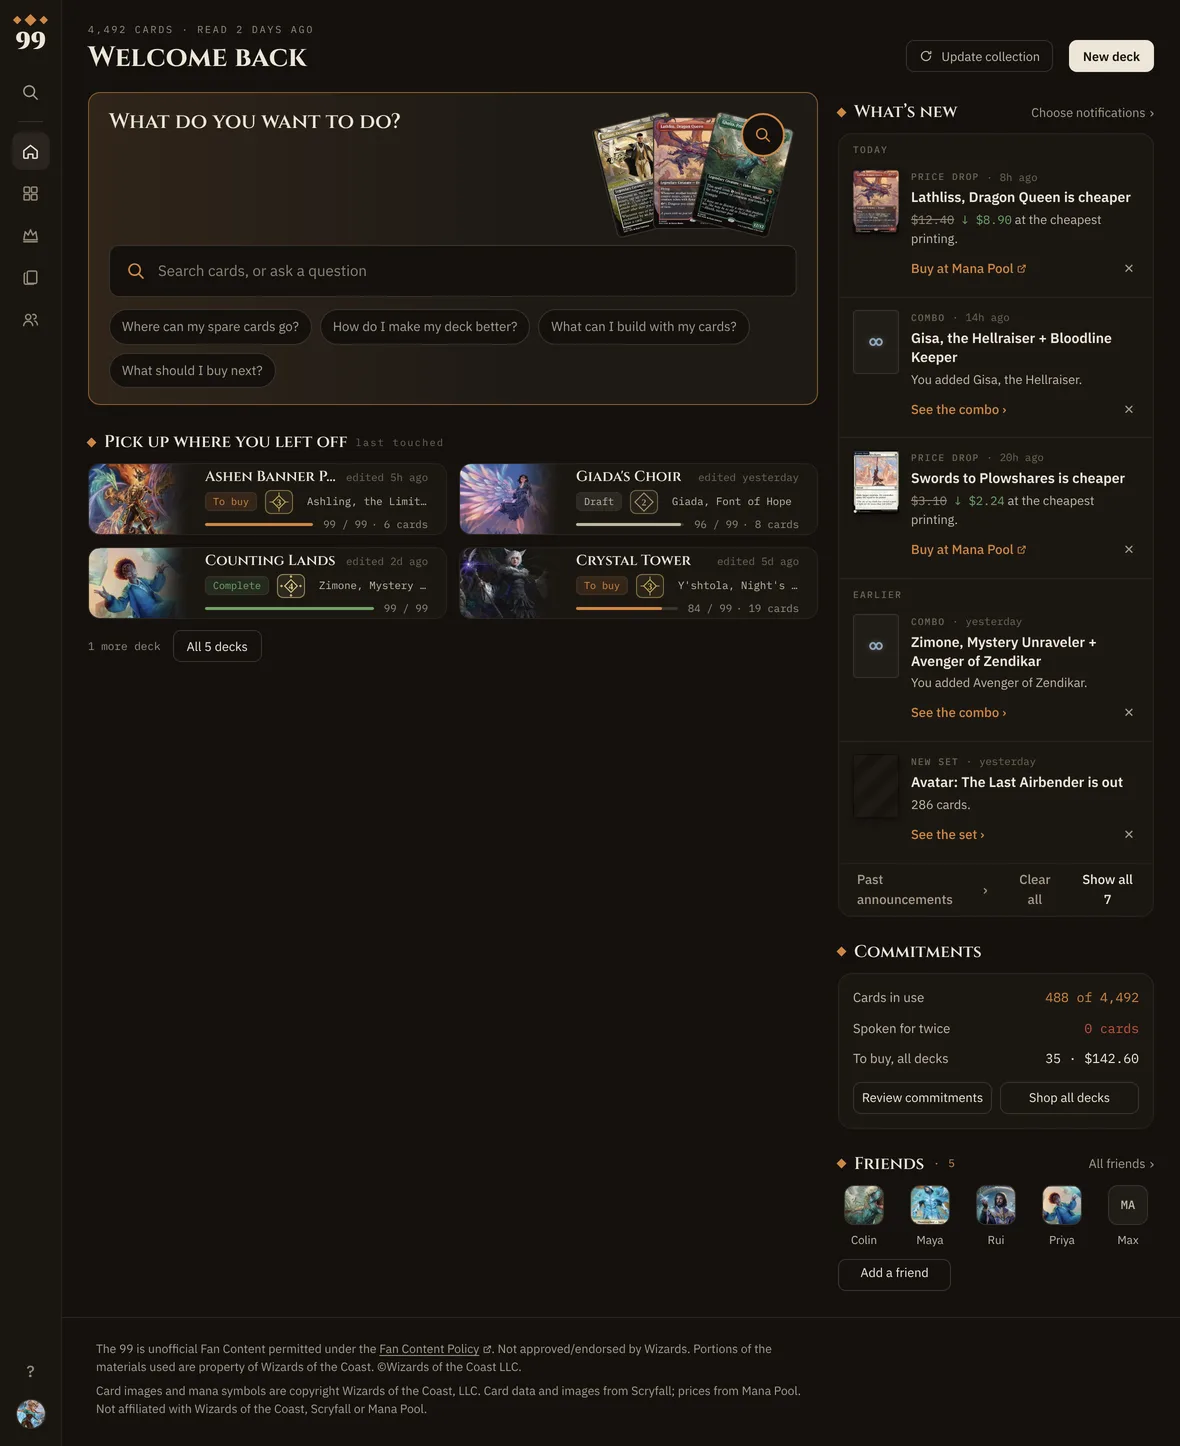 99
4,492 CARDS · READ 2 DAYS AGO
Welcome back
Update collection
New deck
What do you want to do?
Search cards, or ask a question
Where can my spare cards go?
How do I make my deck better?
What can I build with my cards?
What should I buy next?
Pick up where you left off last touched
Ashen Banner P... edited 5h ago
To buy 3 Ashling, the Limit...
99 / 99 · 6 cards
Giada's Choir edited yesterday
Draft 2 Giada, Font of Hope
96 / 99 · 8 cards
Counting Lands edited 2d ago
Complete 4 Zimone, Mystery ...
99 / 99
Crystal Tower edited 5d ago
To buy 3 Y'shtola, Night's ...
84 / 99 · 19 cards
1 more deck
All 5 decks
What's new
Choose notifications ›
TODAY
PRICE DROP · 8h ago
Lathliss, Dragon Queen is cheaper
$12.40 ↓ $8.90 at the cheapest
printing.
Buy at Mana Pool
COMBO · 14h ago
Gisa, the Hellraiser + Bloodline
Keeper
You added Gisa, the Hellraiser.
See the combo ›
PRICE DROP · 20h ago
Swords to Plowshares is cheaper
$3.10 ↓ $2.24 at the cheapest
printing.
Buy at Mana Pool
EARLIER
COMBO · yesterday
Zimone, Mystery Unraveler +
Avenger of Zendikar
You added Avenger of Zendikar.
See the combo ›
NEW SET · yesterday
Avatar: The Last Airbender is out
286 cards.
See the set ›
Past
announcements ›
Clear
all
Show all
7
Commitments
Cards in use 488 of 4,492
Spoken for twice 0 cards
To buy, all decks 35 · $142.60
Review commitments
Shop all decks
Friends · 5
All friends ›
MA
Colin
Maya
Rui
Priya
Max
Add a friend
?
The 99 is unofficial Fan Content permitted under the Fan Content Policy. Not approved/endorsed by Wizards. Portions of the
materials used are property of Wizards of the Coast. ©Wizards of the Coast LLC.
Card images and mana symbols are copyright Wizards of the Coast, LLC. Card data and images from Scryfall; prices from Mana Pool.
Not affiliated with Wizards of the Coast, Scryfall or Mana Pool.